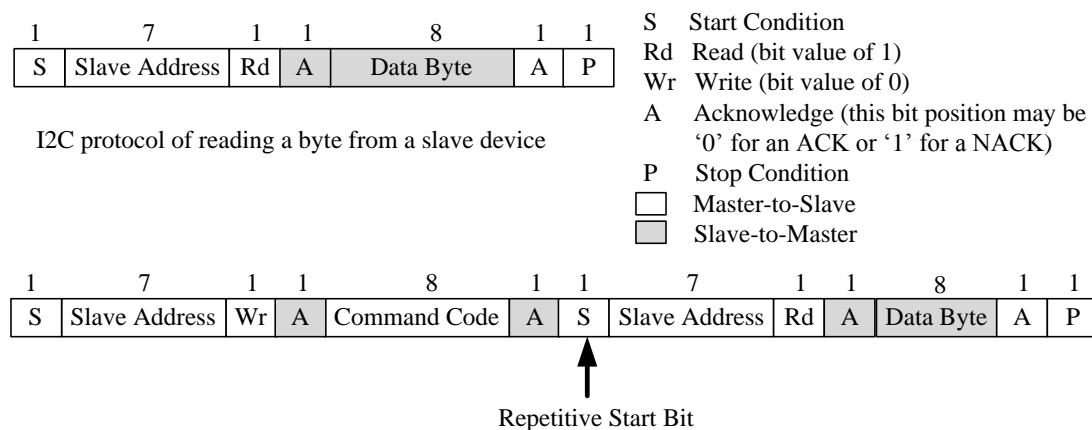 1 7 1 1 8 1 1
S Slave Address Rd A Data Byte A P
I2C protocol of reading a byte from a slave device
S Start Condition
Rd Read (bit value of 1)
Wr Write (bit value of 0)
A Acknowledge (this bit position may be
‘0’ for an ACK or ‘1’ for a NACK)
P Stop Condition
Master-to-Slave
Slave-to-Master
1 7 1 1 8 1 1 7 1 1 8 1 1
S Slave Address Wr A Command Code A S Slave Address Rd A Data Byte A P
Repetitive Start Bit